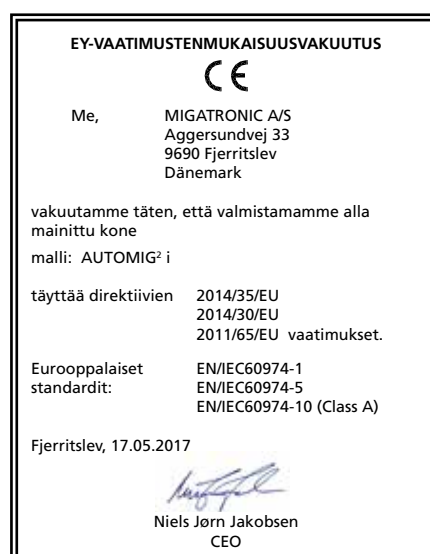 EY-VAATIMUSTENMUKAISUUSVAKUUTUS
CE
Me, MIGATRONIC A/S
Aggersundvej 33
9690 Fjerritslev
Dänemark
vakuutamme täten, että valmistamamme alla
mainittu kone
malli: AUTOMIG² i
täyttää direktiivien 2014/35/EU
2014/30/EU
2011/65/EU vaatimukset.
Eurooppalaiset EN/IEC60974-1
standardit: EN/IEC60974-5
EN/IEC60974-10 (Class A)
Fjerritslev, 17.05.2017
Niels Jørn Jakobsen
CEO